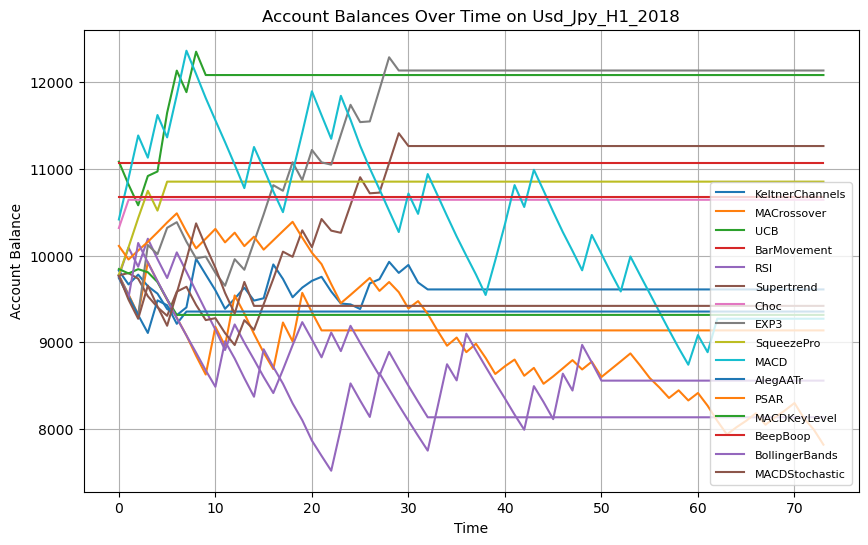 Account Balances Over Time on Usd_Jpy_H1_2018
Account Balance
12000
11000
10000
9000
8000
KeltnerChannels
MACrossover
UCB
BarMovement
RSI
Supertrend
Choc
EXP3
SqueezePro
MACD
AlegAATr
PSAR
MACDKeyLevel
BeepBoop
BollingerBands
MACDStochastic
0 10 20 30 40 50 60 70
Time